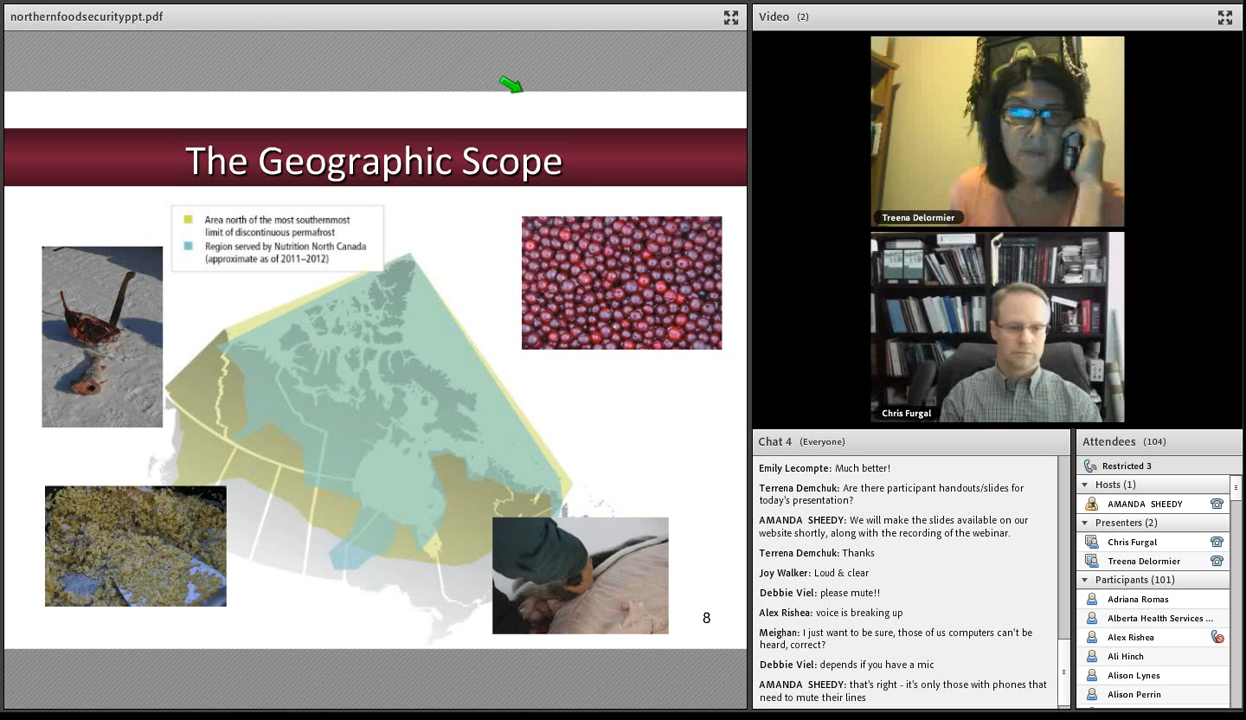 northernfoodsecurityppt.pdf
The Geographic Scope
Area north of the most southernmost
limit of discontinuous permafrost
Region served by Nutrition North Canada
(approximate as of 2011–2012)
8
Video (2)
Treena Delormier
Chris Furgal
Chat 4 (Everyone)
Emily Lecompte: Much better!
Terrena Demchuk: Are there participant handouts/slides for
today's presentation?
AMANDA SHEEDY: We will make the slides available on our
website shortly, along with the recording of the webinar.
Terrena Demchuk: Thanks
Joy Walker: Loud & clear
Debbie Viel: please mute!!
Alex Rishea: voice is breaking up
Meighan: I just want to be sure, those of us computers can't be
heard, correct?
Debbie Viel: depends if you have a mic
AMANDA SHEEDY: that's right - it's only those with phones that
need to mute their lines
Attendees (104)
Restricted 3
Hosts (1)
AMANDA SHEEDY
Presenters (2)
Chris Furgal
Treena Delormier
Participants (101)
Adriana Romas
Alberta Health Services ...
Alex Rishea
Ali Hinch
Alison Lynes
Alison Perrin